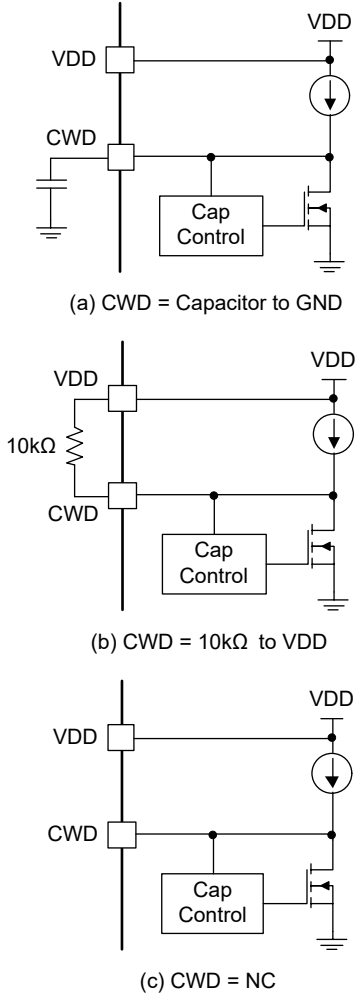 VDD
VDD
CWD
Cap
Control
(a) CWD = Capacitor to GND
VDD
VDD
10kΩ
CWD
Cap
Control
(b) CWD = 10kΩ to VDD
VDD
VDD
CWD
Cap
Control
(c) CWD = NC